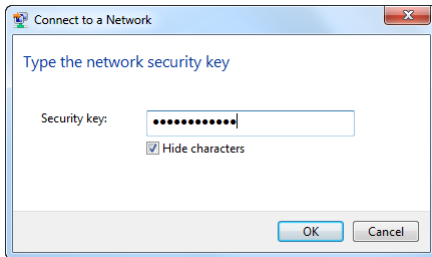 Connect to a Network
Type the network security key
Security key: ●●●●●●●●●●●●
Hide characters
OK Cancel